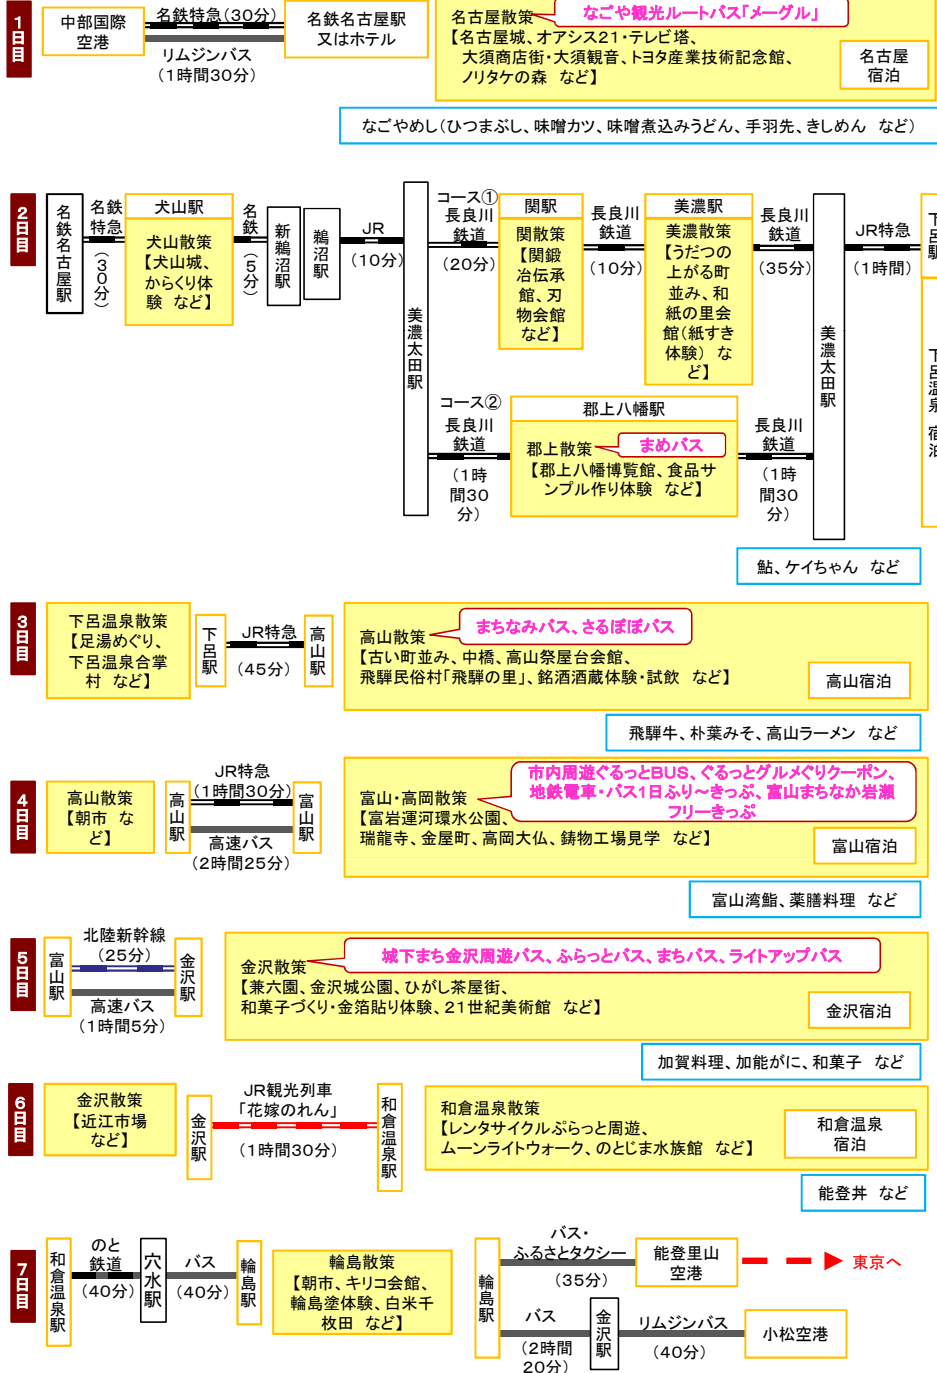 1日目
中部国際
空港
名鉄特急(30分)
リムジンバス
(1時間30分)
名鉄名古屋駅
又はホテル
名古屋散策
なごや観光ルートバス「メーグル」
【名古屋城、オアシス21・テレビ塔、
大須商店街・大須観音、トヨタ産業技術記念館、
ノリタケの森 など】
名古屋
宿泊
なごやめし(ひつまぶし、味噌カツ、味噌煮込みうどん、手羽先、きしめん など)
2日目
名鉄名古屋駅
名鉄
特急
(30分)
犬山駅
犬山散策
【犬山城、
からくり体
験 など】
名鉄
(5分)
新鵜沼駅
鵜沼駅
JR
(10分)
美濃太田駅
コース①
長良川
鉄道
(20分)
関駅
関散策
【関鍛
冶伝承
館、刃
物会館
など】
長良川
鉄道
(10分)
美濃駅
美濃散策
【うだつの
上がる町
並み、和
紙の里会
館(紙すき
体験) な
ど】
長良川
鉄道
(35分)
コース②
長良川
鉄道
(1時
間30
分)
郡上八幡駅
郡上散策
まめバス
【郡上八幡博覧館、食品サ
ンプル作り体験 など】
長良川
鉄道
(1時
間30
分)
美濃太田駅
JR特急
(1時間)
下呂駅
下呂温泉 宿泊
鮎、ケイちゃん など
3日目
下呂温泉散策
【足湯めぐり、
下呂温泉合掌
村 など】
下呂駅
JR特急
(45分)
高山駅
高山散策
まちなみバス、さるぼぼバス
【古い町並み、中橋、高山祭屋台会館、
飛騨民俗村「飛騨の里」、銘酒酒蔵体験・試飲 など】
高山宿泊
飛騨牛、朴葉みそ、高山ラーメン など
4日目
高山散策
【朝市 な
ど】
高山駅
JR特急
(1時間30分)
高速バス
(2時間25分)
富山駅
富山・高岡散策
市内周遊ぐるっとBUS、ぐるっとグルメぐりクーポン、
地鉄電車・バス1日ふり～きっぷ、富山まちなか岩瀬
フリーきっぷ
【富岩運河環水公園、
瑞龍寺、金屋町、高岡大仏、鋳物工場見学 など】
富山宿泊
富山湾鮨、薬膳料理 など
5日目
富山駅
北陸新幹線
(25分)
高速バス
(1時間5分)
金沢駅
金沢散策
城下まち金沢周遊バス、ふらっとバス、まちバス、ライトアップバス
【兼六園、金沢城公園、ひがし茶屋街、
和菓子づくり・金箔貼り体験、21世紀美術館 など】
金沢宿泊
加賀料理、加能がに、和菓子 など
6日目
金沢散策
【近江市場
など】
金沢駅
JR観光列車
「花嫁のれん」
(1時間30分)
和倉温泉駅
和倉温泉散策
【レンタサイクルぷらっと周遊、
ムーンライトウォーク、のとじま水族館 など】
和倉温泉
宿泊
能登丼 など
7日目
和倉温泉駅
のと
鉄道
(40分)
穴水駅
バス
(40分)
輪島駅
輪島散策
【朝市、キリコ会館、
輪島塗体験、白米千
枚田 など】
輪島駅
バス・
ふるさとタクシー
(35分)
能登里山
空港
東京へ
バス
(2時間
20分)
金沢駅
リムジンバス
(40分)
小松空港